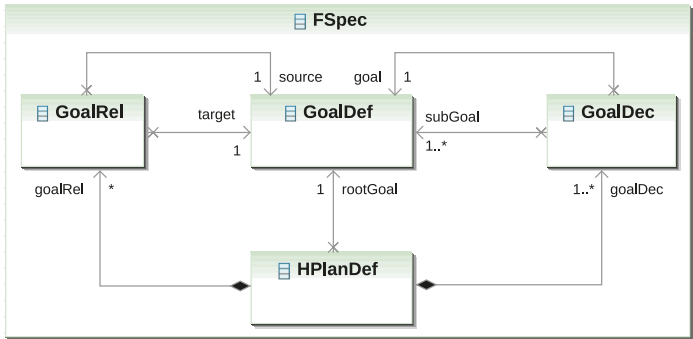 FSpec
1 source goal 1
GoalRel
target
1
GoalDef
subGoal
1..*
GoalDec
goalRel *
1 rootGoal
1..* goalDec
HPlanDef